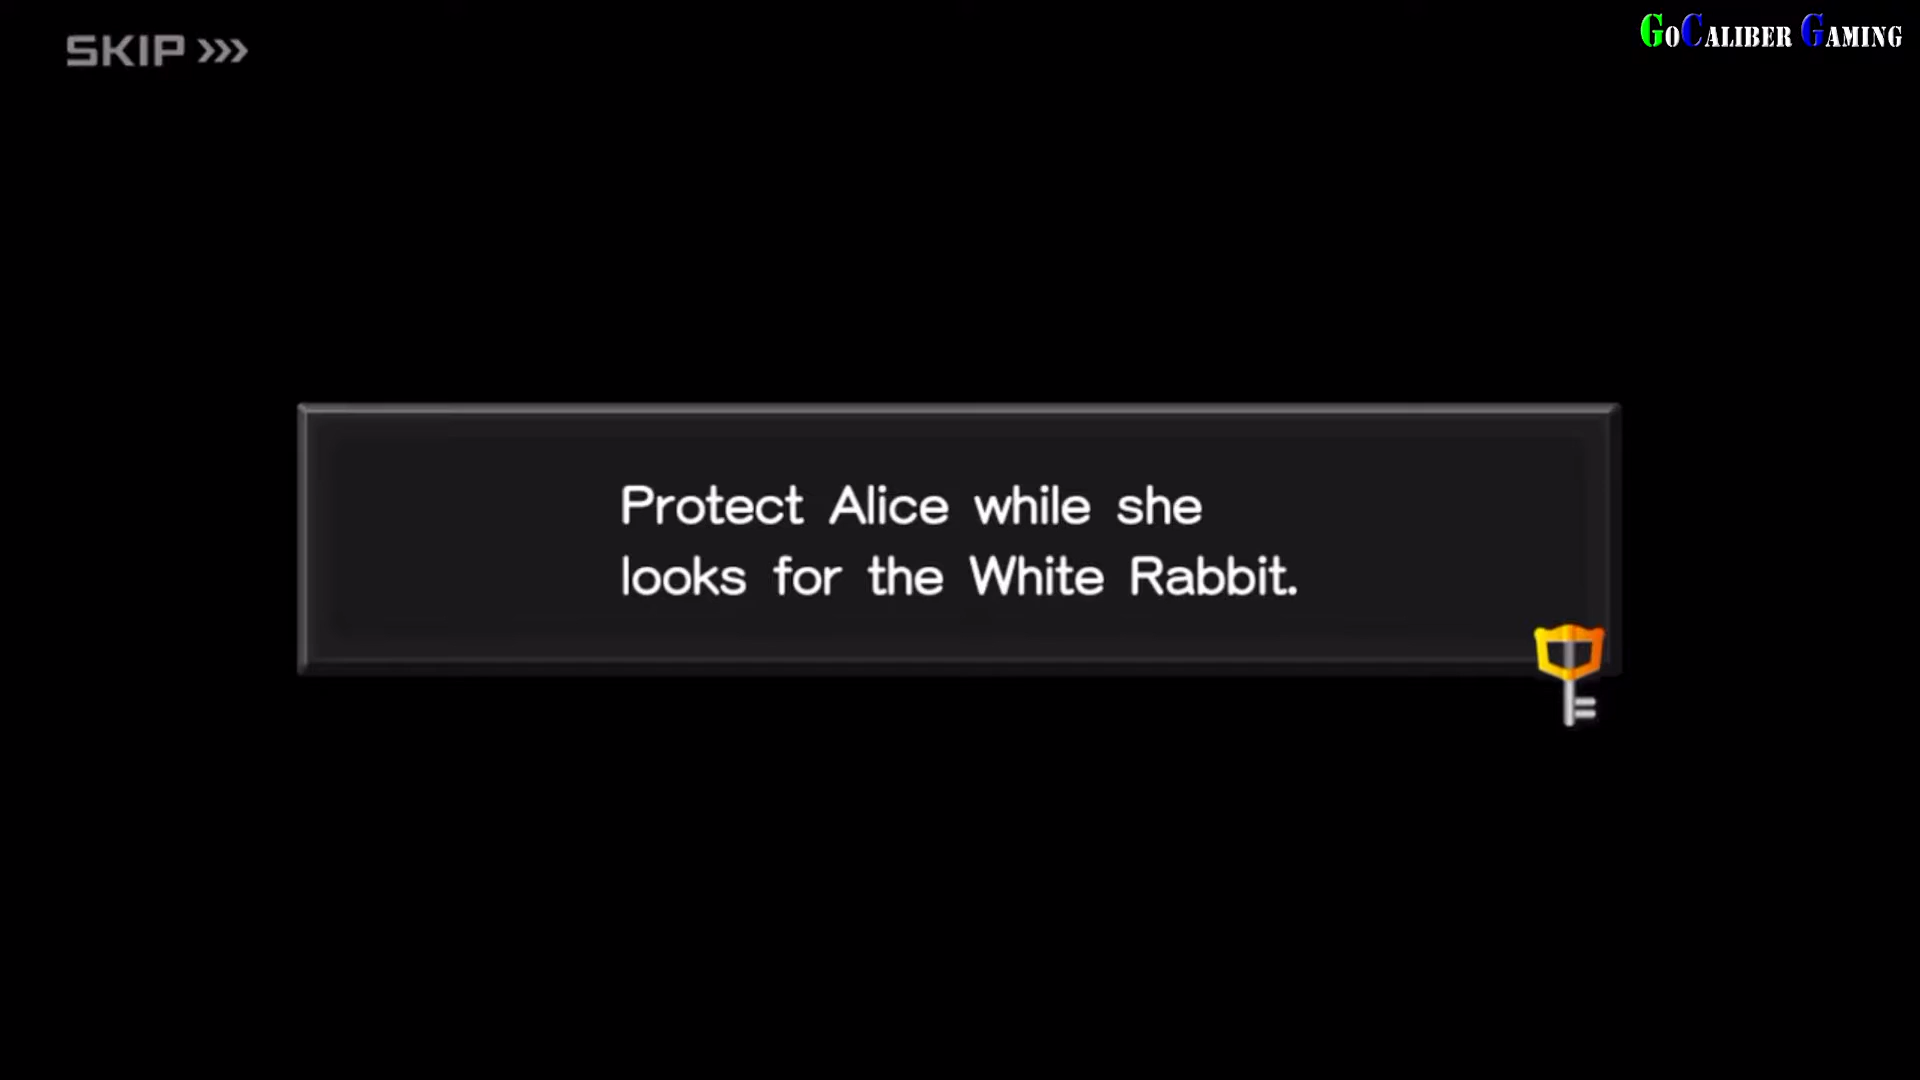 SKIP >>>
GoCaliber Gaming
Protect Alice while she
looks for the White Rabbit.